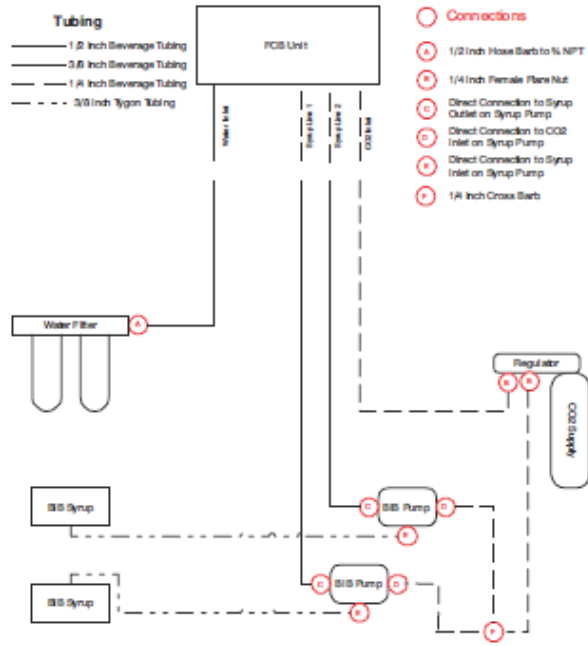 Tubing
1/2 Inch Beverage Tubing
3/8 Inch Beverage Tubing
1/4 Inch Beverage Tubing
3/8 Inch Tygon Tubing
FCB Unit
Water Inlet
Syrup Line 1
Syrup Line 2
CO2 Inlet
Connections
A 1/2 Inch Hose Barb to ¾ NPT
B 1/4 Inch Female Flare Nut
C Direct Connection to Syrup
Outlet on Syrup Pump
D Direct Connection to CO2
Inlet on Syrup Pump
E Direct Connection to Syrup
Inlet on Syrup Pump
F 1/4 Inch Cross Barb
Water Filter
A
Regulator
B
B
CO2 Supply
BIB Syrup
C
BIB Pump
D
E
BIB Syrup
C
BIB Pump
D
E
F